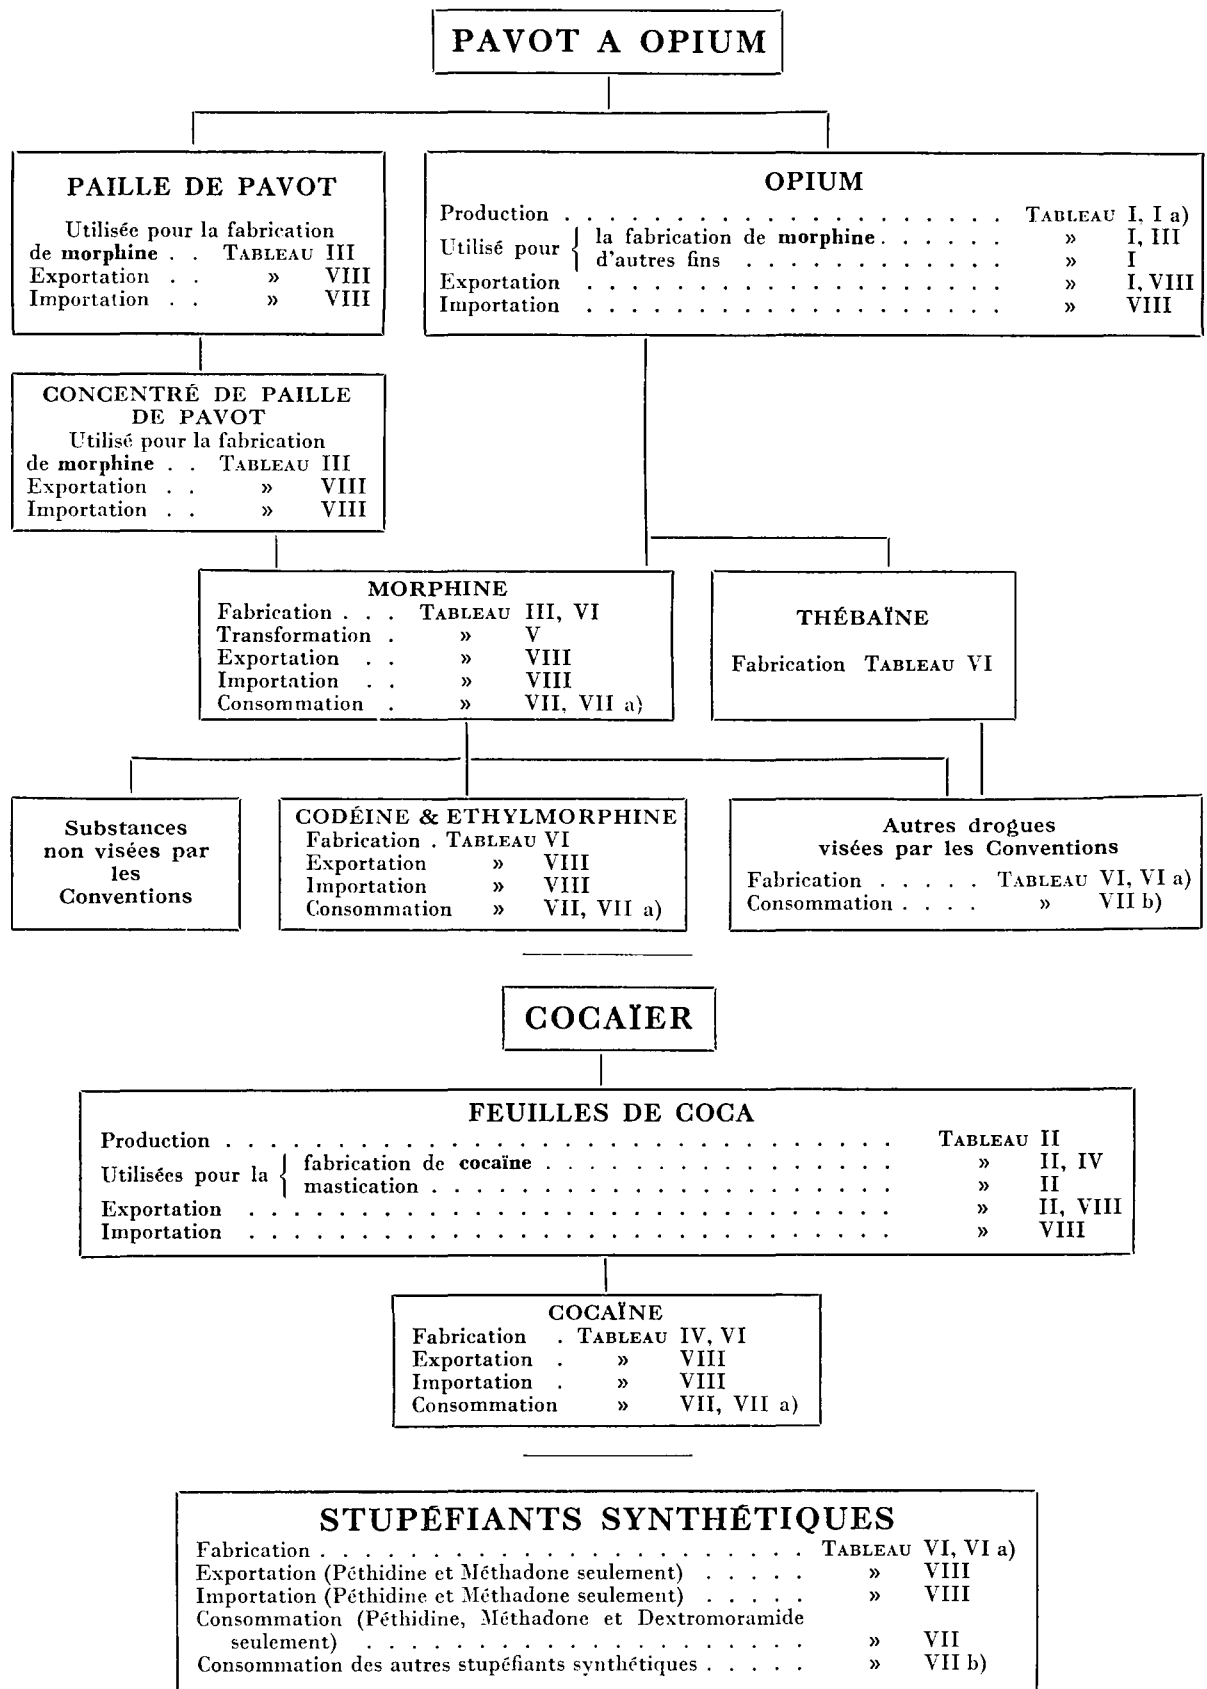 PAVOT A OPIUM
PAILLE DE PAVOT
Utilisée pour la fabrication
de morphine . . TABLEAU III
Exportation . . » VIII
Importation . . » VIII
OPIUM
Production . . . . . . . . . . . . . . . . . . . TABLEAU I, I a)
Utilisé pour { la fabrication de morphine . . . . . . » I, III
d'autres fins . . . . . . . . . . . . » I
Exportation . . . . . . . . . . . . . . . . . . » I, VIII
Importation . . . . . . . . . . . . . . . . . . » VIII
CONCENTRÉ DE PAILLE
DE PAVOT
Utilisé pour la fabrication
de morphine . . TABLEAU III
Exportation . . » VIII
Importation . . » VIII
MORPHINE
Fabrication . . . TABLEAU III, VI
Transformation . » V
Exportation . . » VIII
Importation . . » VIII
Consommation . » VII, VII a)
THÉBAÏNE
Fabrication TABLEAU VI
Substances
non visées par
les
Conventions
CODÉINE & ETHYLMORPHINE
Fabrication . TABLEAU VI
Exportation » VIII
Importation » VIII
Consommation » VII, VII a)
Autres drogues
visées par les Conventions
Fabrication . . . . . TABLEAU VI, VI a)
Consommation . . . . » VII b)
COCAÏER
FEUILLES DE COCA
Production . . . . . . . . . . . . . . . . . . . . . . . . . . . . . . TABLEAU II
Utilisées pour la { fabrication de cocaïne . . . . . . . . . . . . . . . . » II, IV
mastication . . . . . . . . . . . . . . . . . . . . . » II
Exportation . . . . . . . . . . . . . . . . . . . . . . . . . . . . . » II, VIII
Importation . . . . . . . . . . . . . . . . . . . . . . . . . . . . . » VIII
COCAÏNE
Fabrication . TABLEAU IV, VI
Exportation . » VIII
Importation . » VIII
Consommation » VII, VII a)
STUPÉFIANTS SYNTHÉTIQUES
Fabrication . . . . . . . . . . . . . . . . . . . . . . TABLEAU VI, VI a)
Exportation (Péthidine et Méthadone seulement) . . . . . » VIII
Importation (Péthidine et Méthadone seulement) . . . . . » VIII
Consommation (Péthidine, Méthadone et Dextromoramide
seulement) . . . . . . . . . . . . . . . . . . . . » VII
Consommation des autres stupéfiants synthétiques . . . . . » VII b)